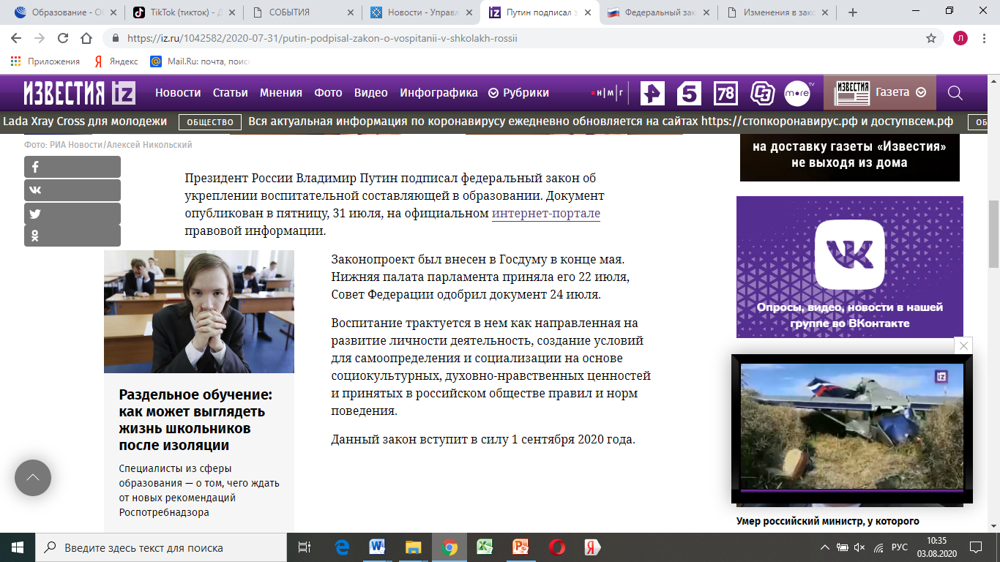 Образование - Об
TikTok (тикток) - Д
СОБЫТИЯ
Новости - Управл
Путин подписал з
Федеральный зак
Изменения в зако
https://iz.ru/1042582/2020-07-31/putin-podpisal-zakon-o-vospitanii-v-shkolakh-rossii
Л
Приложения
Яндекс
Mail.Ru: почта, поис
ИЗВЕСТИЯ iz
Новости Статьи Мнения Фото Видео Инфографика Рубрики
н|м|г
5
78
more TV
ИЗВЕСТИЯ
Газета
Lada Xray Cross для молодежи
ОБЩЕСТВО
Вся актуальная информация по коронавирусу ежедневно обновляется на сайтах https://стопкоронавирус.рф и доступвсем.рф
ОБ
Фото: РИА Новости/Алексей Никольский
Президент России Владимир Путин подписал федеральный закон об
укреплении воспитательной составляющей в образовании. Документ
опубликован в пятницу, 31 июля, на официальном интернет-портале
правовой информации.
Законопроект был внесен в Госдуму в конце мая.
Нижняя палата парламента приняла его 22 июля,
Совет Федерации одобрил документ 24 июля.
Воспитание трактуется в нем как направленная на
развитие личности деятельность, создание условий
для самоопределения и социализации на основе
социокультурных, духовно-нравственных ценностей
и принятых в российском обществе правил и норм
поведения.
Данный закон вступит в силу 1 сентября 2020 года.
Раздельное обучение:
как может выглядеть
жизнь школьников
после изоляции
Специалисты из сферы
образования — о том, чего ждать
от новых рекомендаций
Роспотребнадзора
на доставку газеты «Известия»
не выходя из дома
Опросы, видео, новости в нашей
группе во ВКонтакте
iz
Умер российский министр, у которого
Введите здесь текст для поиска
РУС
10:35
03.08.2020